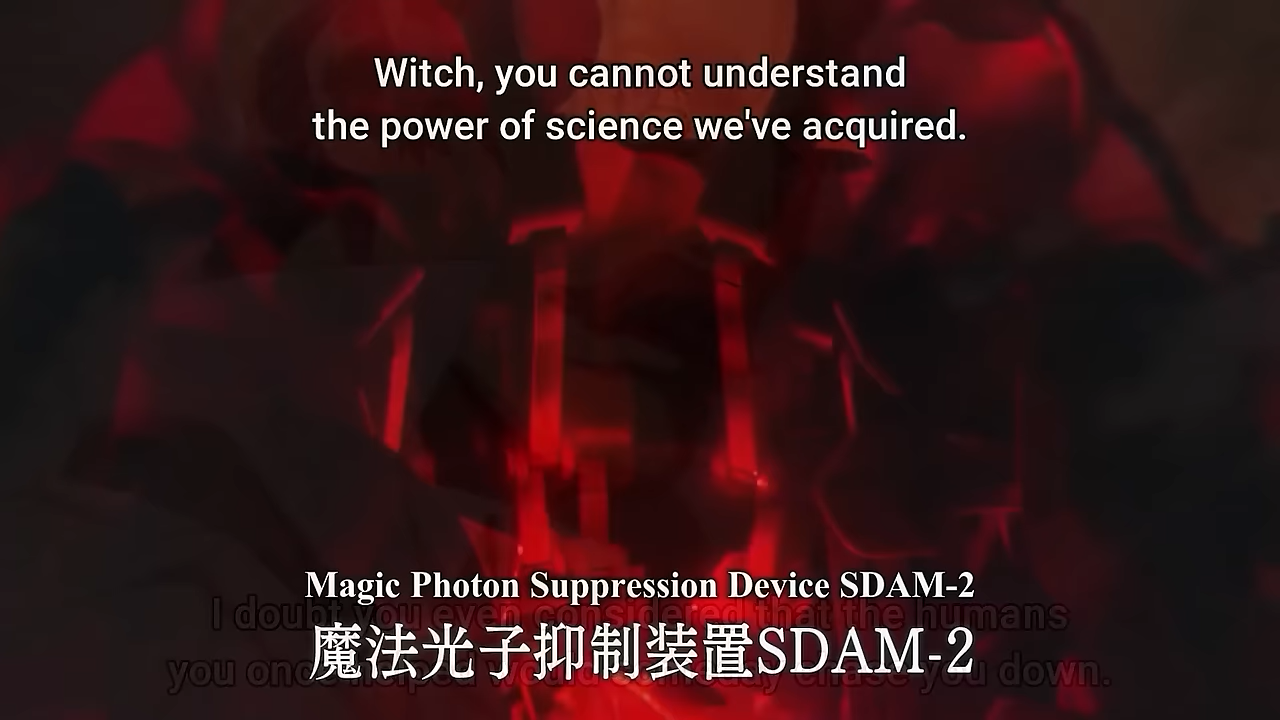 Witch, you cannot understand
the power of science we've acquired.
Magic Photon Suppression Device SDAM-2
I doubt you even considered that the humans
魔法光子抑制装置SDAM-2
you once helped would someday chase you down.